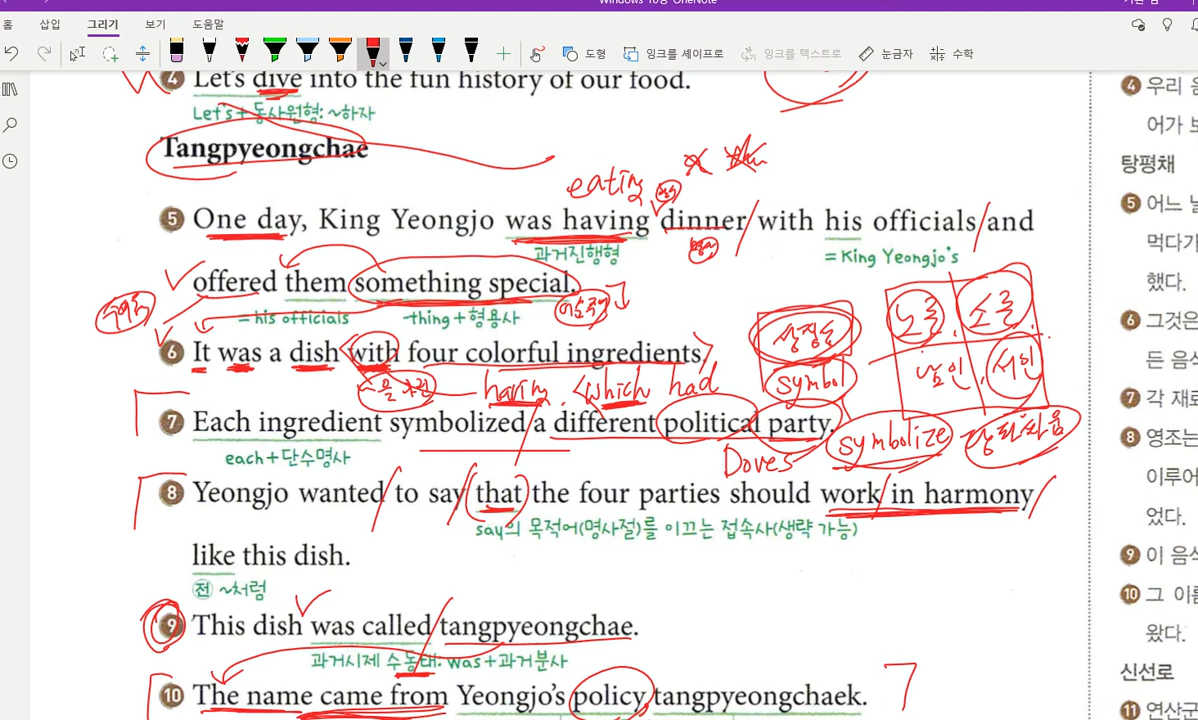 Windows 10용 OneNote
홈 삽입 그리기 보기 도움말
도형 잉크를 셰이프로 잉크를 텍스트로 눈금자 수학
④ Let's dive into the fun history of our food.
Let's + 동사원형: ~하자
Tangpyeongchae
eating
⑤ One day, King Yeongjo was having dinner with his officials and
과거진행형
= King Yeongjo's
offered them something special.
= his officials -thing + 형용사
⑥ It was a dish with four colorful ingredients.
having which had
symbol
노론 소론
남인 서인
⑦ Each ingredient symbolized a different political party.
each + 단수명사
Doves symbolize
⑧ Yeongjo wanted to say that the four parties should work in harmony
say의 목적어(명사절)를 이끄는 접속사(생략 가능)
like this dish.
전 ~처럼
⑨ This dish was called tangpyeongchae.
과거시제 수동태: was + 과거분사
⑩ The name came from Yeongjo's policy, tangpyeongchaek.
④ 우리 음
어가 보
탕평채
⑤ 어느 날
먹다가
했다.
⑥ 그것은
든 음식
⑦ 각 재료
⑧ 영조는
이루어
었다.
⑨ 이 음식
⑩ 그 이름
왔다.
신선로
⑪ 연산군